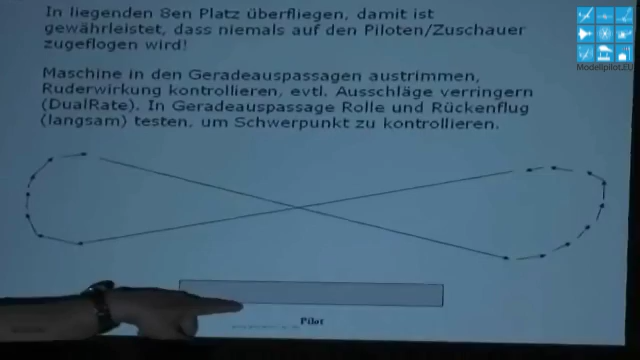 In liegenden 8en Platz überfliegen, damit ist
gewährleistet, dass niemals auf den Piloten/Zuschauer
zugeflogen wird!
Maschine in den Geradeauspassagen austrimmen,
Ruderwirkung kontrollieren, evtl. Ausschläge verringern
(DualRate). In Geradeauspassage Rolle und Rückenflug
(langsam) testen, um Schwerpunkt zu kontrollieren.
Pilot